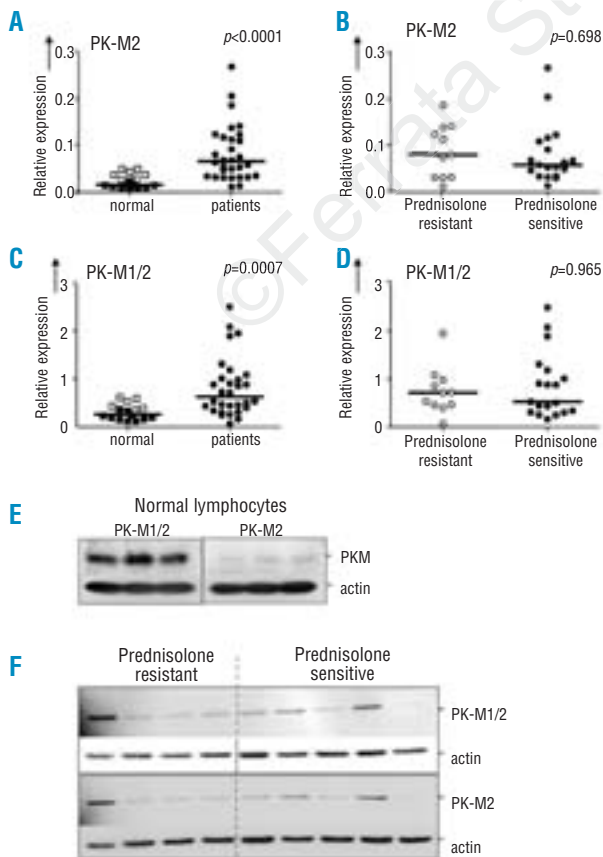 A
PK-M2
p<0.0001
Relative expression
0.3
0.2
0.1
0.0
normal
patients
B
PK-M2
p=0.698
Relative expression
0.3
0.2
0.1
0.0
Prednisolone resistant
Prednisolone sensitive
C
PK-M1/2
p=0.0007
Relative expression
3
2
1
0
normal
patients
D
PK-M1/2
p=0.965
Relative expression
3
2
1
0
Prednisolone resistant
Prednisolone sensitive
E
Normal lymphocytes
PK-M1/2
PK-M2
PKM
actin
F
Prednisolone resistant
Prednisolone sensitive
PK-M1/2
actin
PK-M2
actin
©Ferrata